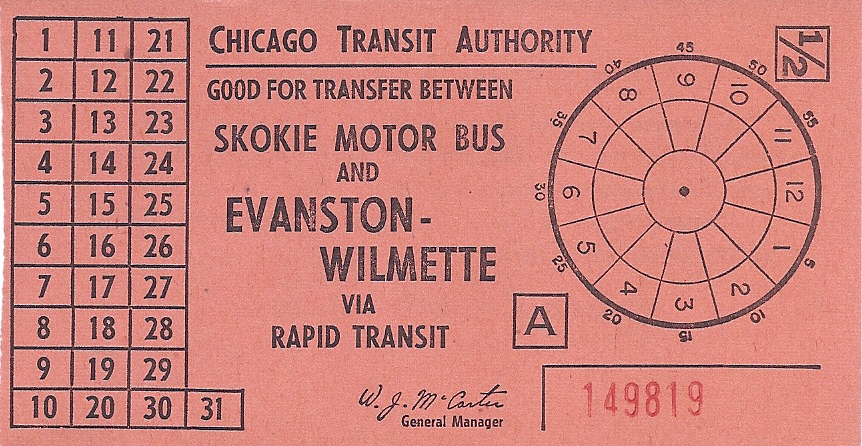 1 11 21
2 12 22
3 13 23
4 14 24
5 15 25
6 16 26
7 17 27
8 18 28
9 19 29
10 20 30 31
CHICAGO TRANSIT AUTHORITY
GOOD FOR TRANSFER BETWEEN
SKOKIE MOTOR BUS
AND
EVANSTON-
WILMETTE
VIA
RAPID TRANSIT
W. J. McCarter
General Manager
A
1/2
45 50 55 5 10 15 20 25 30 35 40
9 10 11 12 1 2 3 4 5 6 7 8
149819